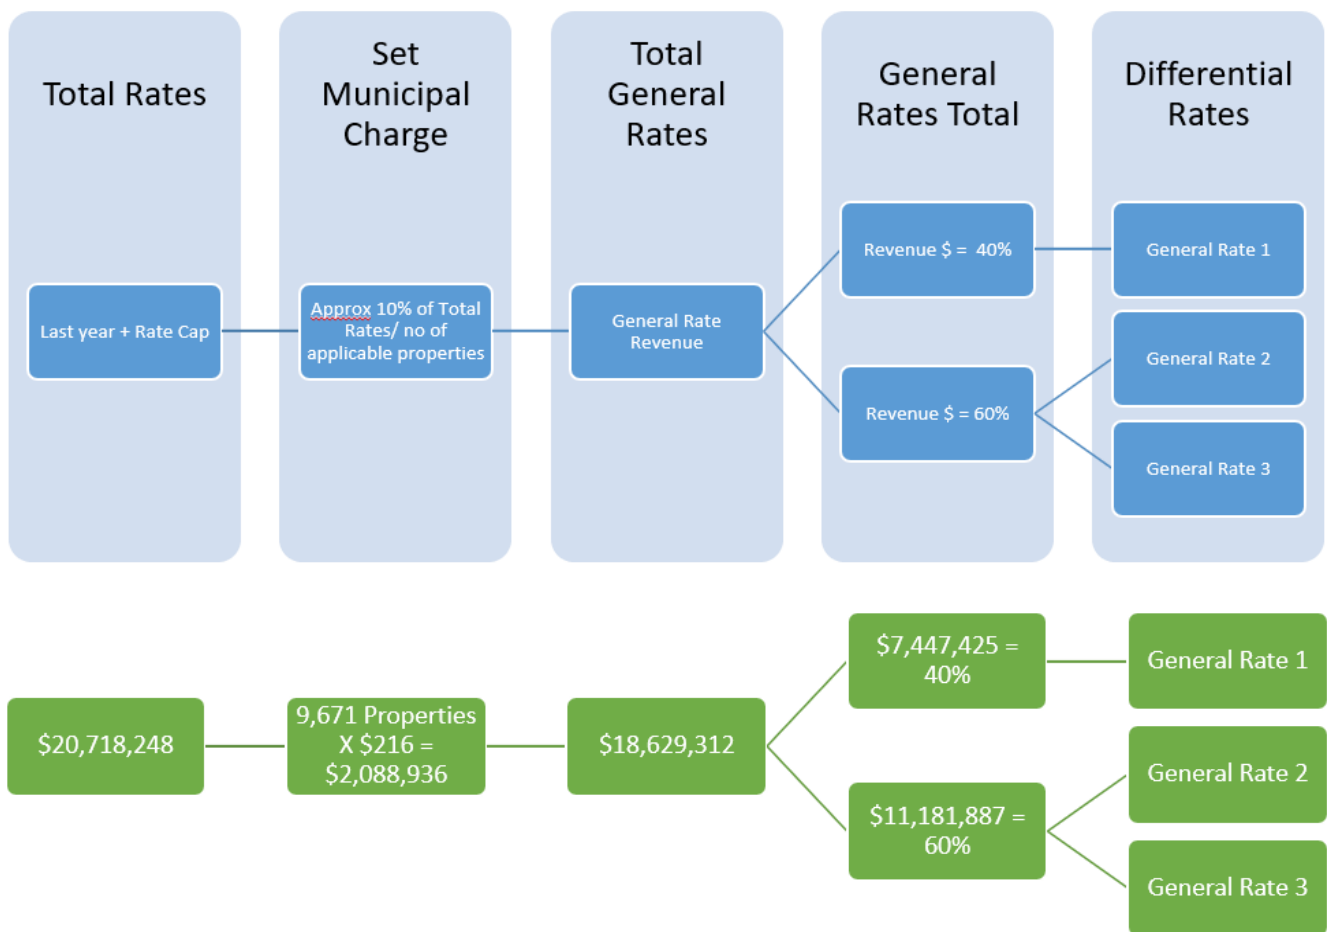 Total Rates
Set
Municipal
Charge
Total
General
Rates
General
Rates Total
Differential
Rates
Last year + Rate Cap
Approx 10% of Total
Rates/ no of
applicable properties
General Rate
Revenue
Revenue $ =  40%
Revenue $ = 60%
General Rate 1
General Rate 2
General Rate 3
$20,718,248
9,671 Properties
X $216 =
$2,088,936
$18,629,312
$7,447,425 =
40%
$11,181,887 =
60%
General Rate 1
General Rate 2
General Rate 3